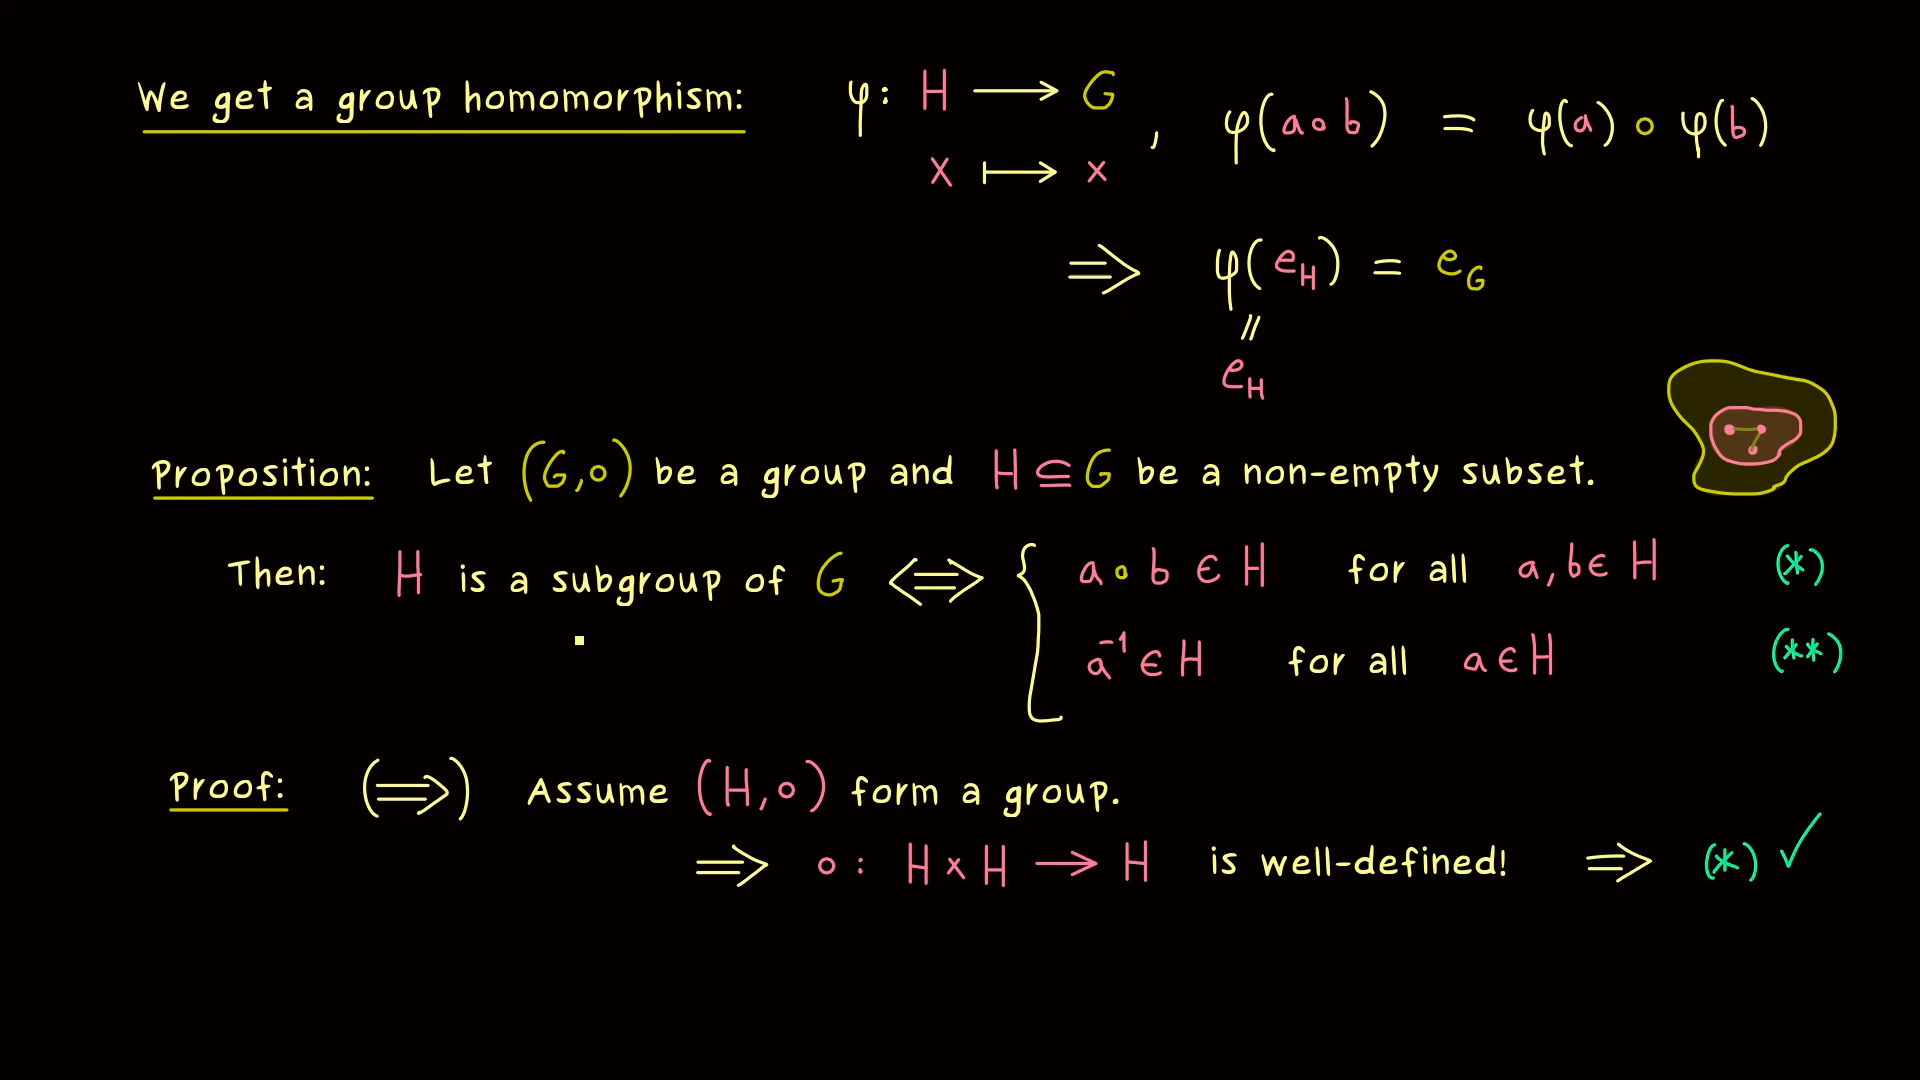 We get a group homomorphism: φ: H ⟶ G , φ(a∘b) = φ(a) ∘ φ(b)
x ⟼ x
⟹ φ(e_H) = e_G
=
e_H
Proposition: Let (G,∘) be a group and H ⊆ G be a non-empty subset.
Then: H is a subgroup of G ⟺ { a∘b ∈ H for all a,b ∈ H (*)
a⁻¹ ∈ H for all a ∈ H (**)
Proof: (⟹) Assume (H,∘) form a group.
⟹ ∘: H × H ⟶ H is well-defined! ⟹ (*) ✓